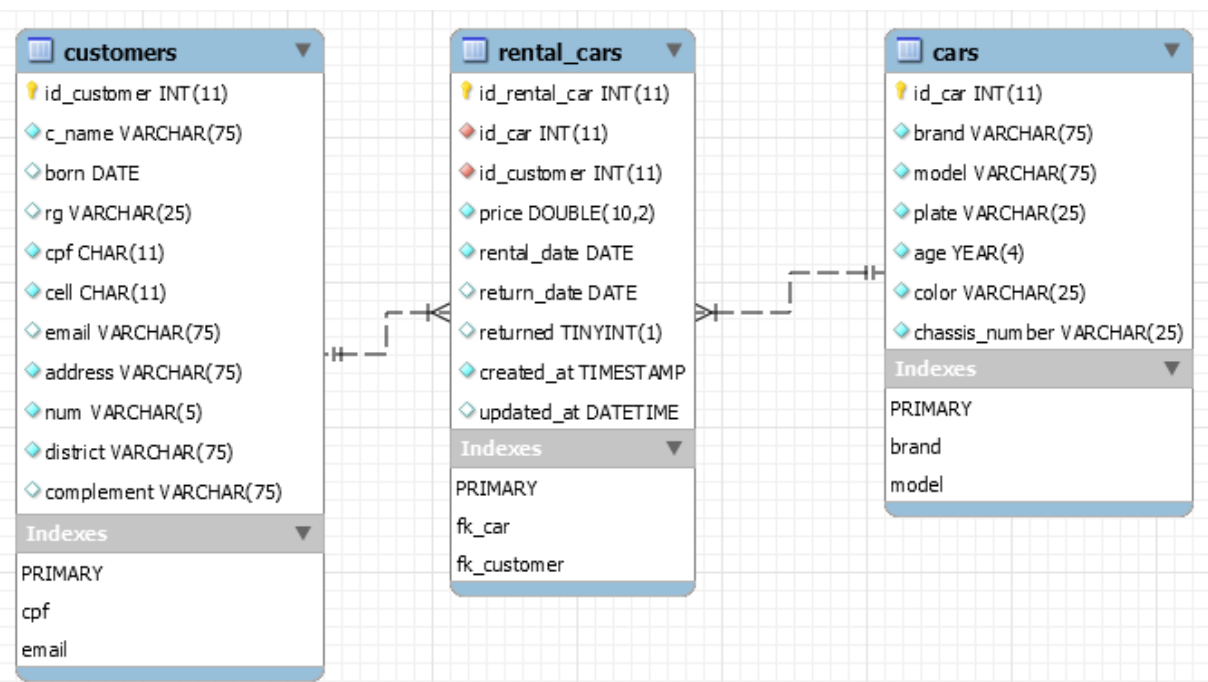 customers
id_customer INT(11)
c_name VARCHAR(75)
born DATE
rg VARCHAR(25)
cpf CHAR(11)
cell CHAR(11)
email VARCHAR(75)
address VARCHAR(75)
num VARCHAR(5)
district VARCHAR(75)
complement VARCHAR(75)
Indexes
PRIMARY
cpf
email
rental_cars
id_rental_car INT(11)
id_car INT(11)
id_customer INT(11)
price DOUBLE(10,2)
rental_date DATE
return_date DATE
returned TINYINT(1)
created_at TIMESTAMP
updated_at DATETIME
Indexes
PRIMARY
fk_car
fk_customer
cars
id_car INT(11)
brand VARCHAR(75)
model VARCHAR(75)
plate VARCHAR(25)
age YEAR(4)
color VARCHAR(25)
chassis_number VARCHAR(25)
Indexes
PRIMARY
brand
model